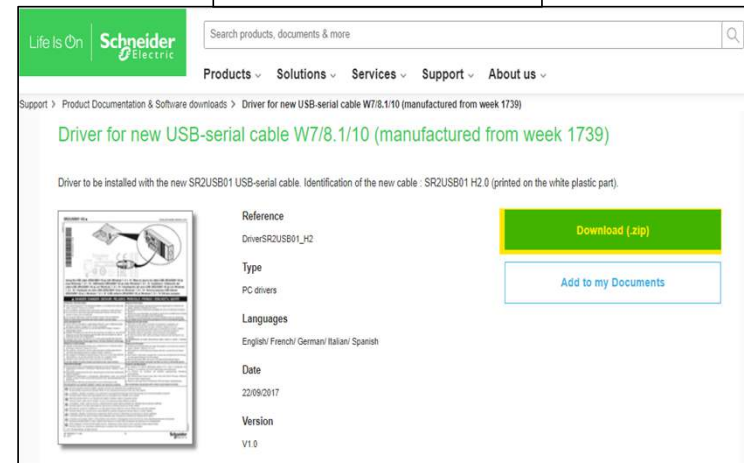 Life Is On
Schneider
Electric
Search products, documents & more
Products Solutions Services Support About us
Support > Product Documentation & Software downloads > Driver for new USB-serial cable W7/8.1/10 (manufactured from week 1739)
Driver for new USB-serial cable W7/8.1/10 (manufactured from week 1739)
Driver to be installed with the new SR2USB01 USB-serial cable. Identification of the new cable : SR2USB01 H2.0 (printed on the white plastic part).
Reference
DriverSR2USB01_H2
Type
PC drivers
Languages
English/ French/ German/ Italian/ Spanish
Date
22/09/2017
Version
V1.0
Download (.zip)
Add to my Documents
Schneider